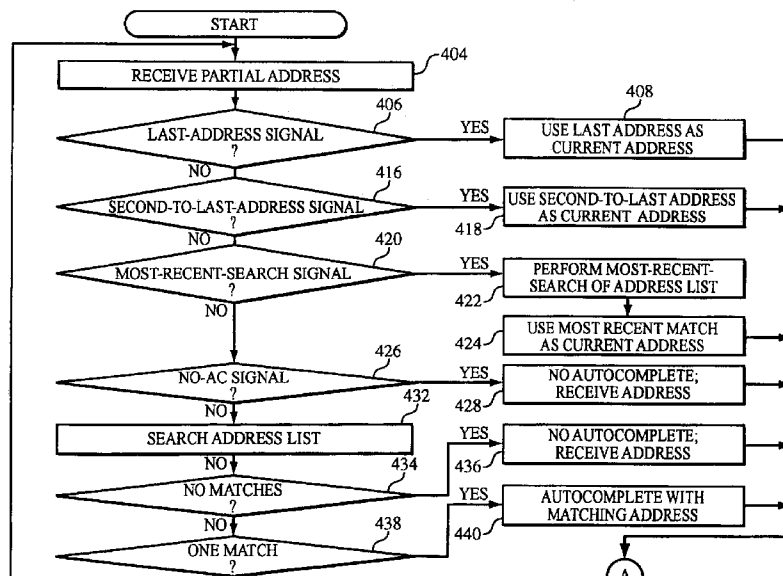 START
RECEIVE PARTIAL ADDRESS
404
LAST-ADDRESS SIGNAL
?
406
YES
408
USE LAST ADDRESS AS
CURRENT ADDRESS
NO
416
SECOND-TO-LAST-ADDRESS SIGNAL
?
YES
418
USE SECOND-TO-LAST ADDRESS
AS CURRENT ADDRESS
NO
420
MOST-RECENT-SEARCH SIGNAL
?
YES
422
PERFORM MOST-RECENT-
SEARCH OF ADDRESS LIST
NO
424
USE MOST RECENT MATCH
AS CURRENT ADDRESS
426
NO-AC SIGNAL
?
YES
428
NO AUTOCOMPLETE;
RECEIVE ADDRESS
NO
432
SEARCH ADDRESS LIST
NO
434
NO MATCHES
?
YES
436
NO AUTOCOMPLETE;
RECEIVE ADDRESS
NO
438
ONE MATCH
?
YES
440
AUTOCOMPLETE WITH
MATCHING ADDRESS
A